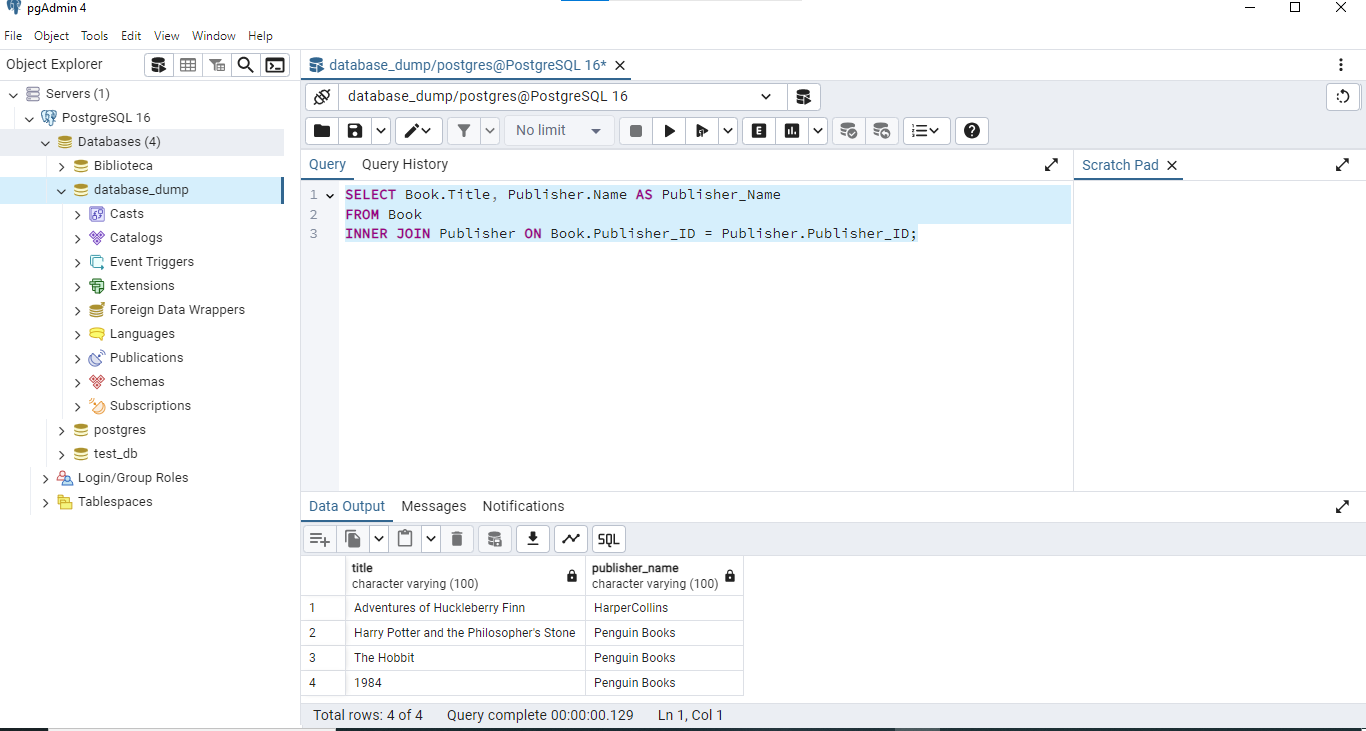 pgAdmin 4
File Object Tools Edit View Window Help
Object Explorer
Servers (1)
PostgreSQL 16
Databases (4)
Biblioteca
database_dump
Casts
Catalogs
Event Triggers
Extensions
Foreign Data Wrappers
Languages
Publications
Schemas
Subscriptions
postgres
test_db
Login/Group Roles
Tablespaces
database_dump/postgres@PostgreSQL 16*
database_dump/postgres@PostgreSQL 16
No limit
E
Query Query History
Scratch Pad
1 SELECT Book.Title, Publisher.Name AS Publisher_Name
2 FROM Book
3 INNER JOIN Publisher ON Book.Publisher_ID = Publisher.Publisher_ID;
Data Output Messages Notifications
SQL
title publisher_name
character varying (100) character varying (100)
1 Adventures of Huckleberry Finn HarperCollins
2 Harry Potter and the Philosopher's Stone Penguin Books
3 The Hobbit Penguin Books
4 1984 Penguin Books
Total rows: 4 of 4 Query complete 00:00:00.129 Ln 1, Col 1